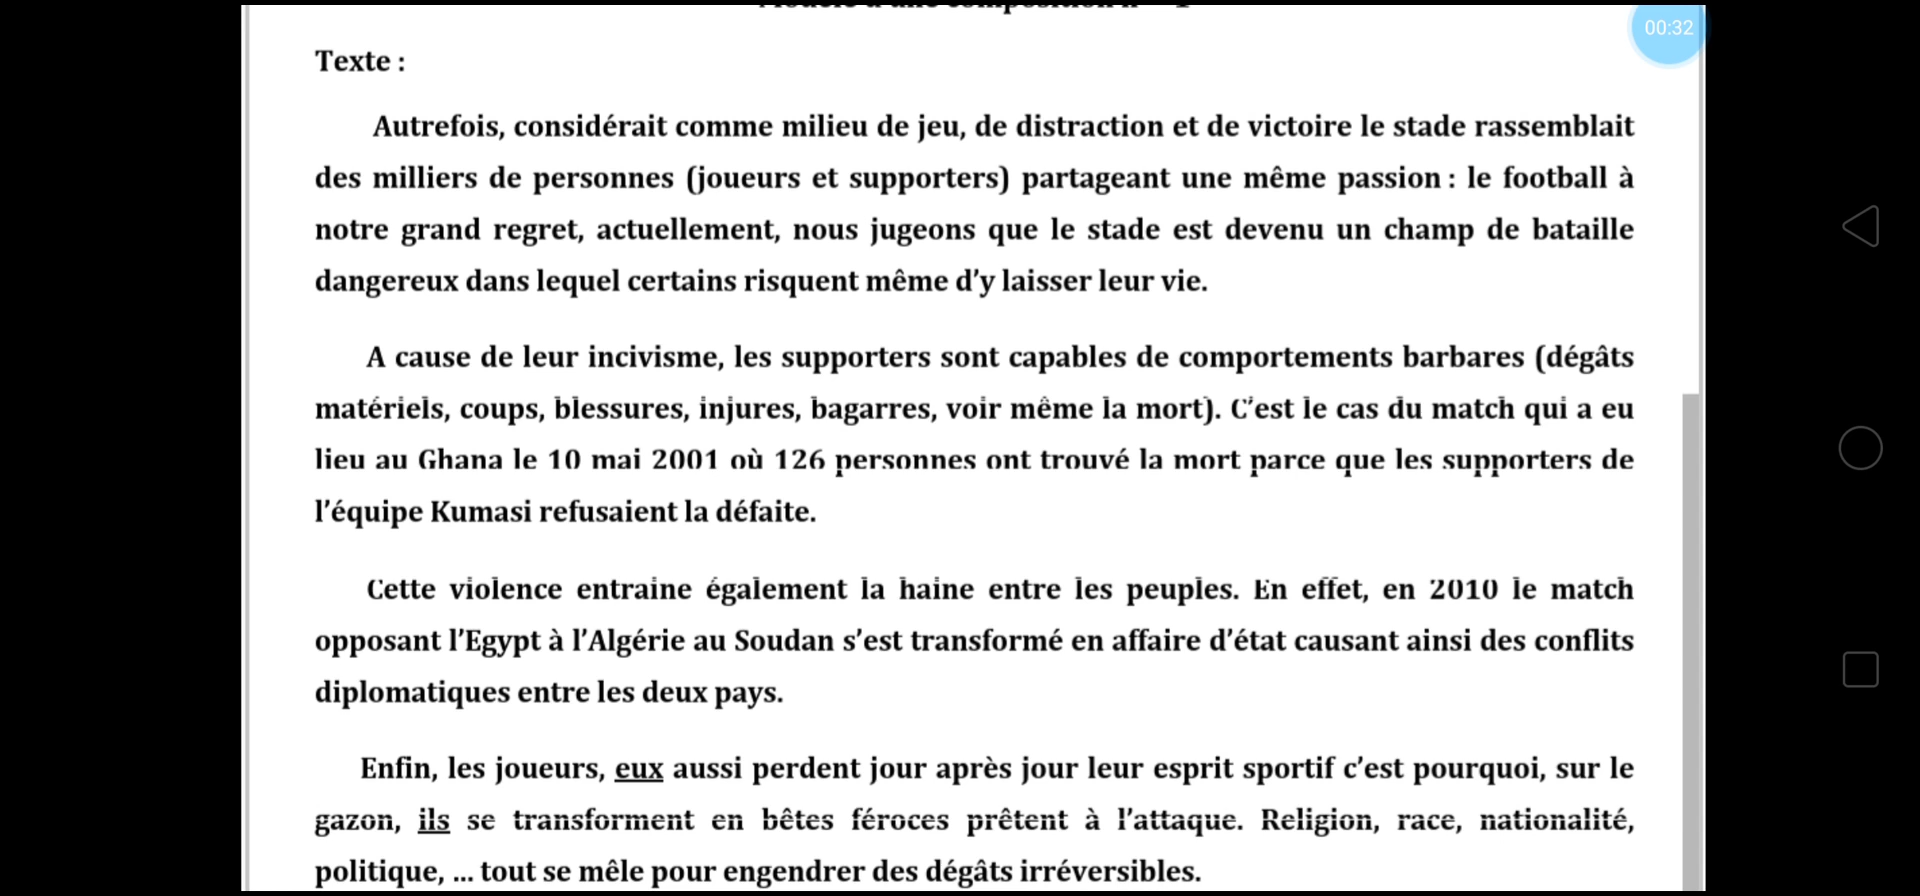 00:32
Texte :
Autrefois, considérait comme milieu de jeu, de distraction et de victoire le stade rassemblait
des milliers de personnes (joueurs et supporters) partageant une même passion : le football à
notre grand regret, actuellement, nous jugeons que le stade est devenu un champ de bataille
dangereux dans lequel certains risquent même d’y laisser leur vie.
A cause de leur incivisme, les supporters sont capables de comportements barbares (dégâts
matériels, coups, blessures, injures, bagarres, voir même la mort). C’est le cas du match qui a eu
lieu au Ghana le 10 mai 2001 où 126 personnes ont trouvé la mort parce que les supporters de
l’équipe Kumasi refusaient la défaite.
Cette violence entraine également la haine entre les peuples. En effet, en 2010 le match
opposant l’Egypt à l’Algérie au Soudan s’est transformé en affaire d’état causant ainsi des conflits
diplomatiques entre les deux pays.
Enfin, les joueurs, eux aussi perdent jour après jour leur esprit sportif c’est pourquoi, sur le
gazon, ils se transforment en bêtes féroces prêtent à l’attaque. Religion, race, nationalité,
politique, ... tout se mêle pour engendrer des dégâts irréversibles.